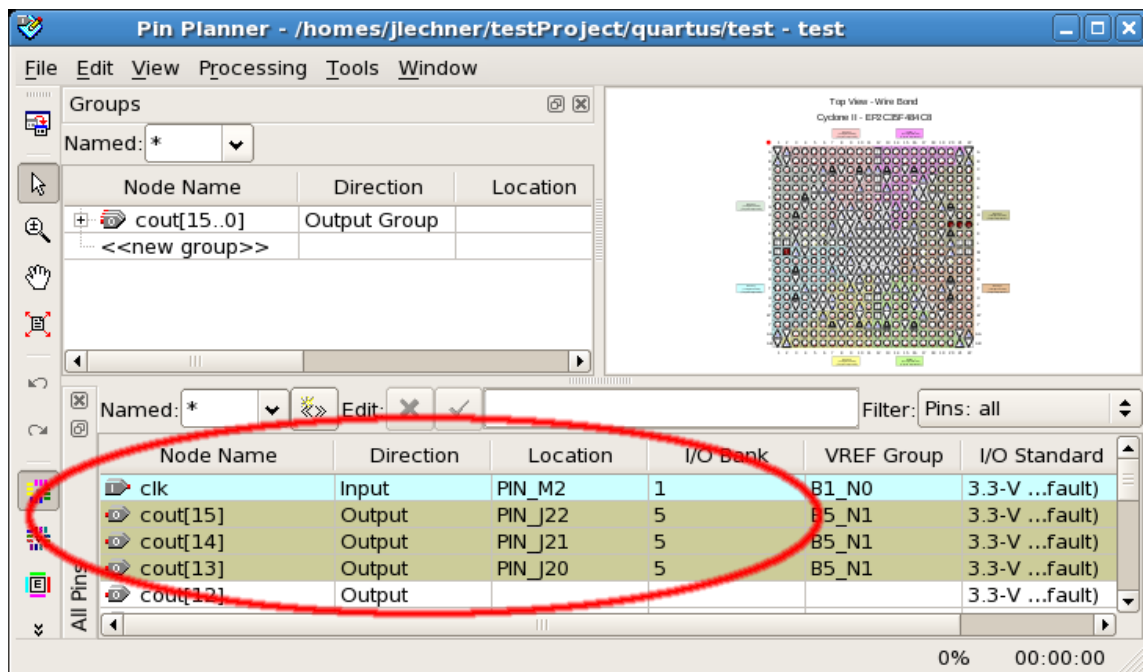 Pin Planner - /homes/jlechner/testProject/quartus/test - test
File Edit View Processing Tools Window
Groups
Named: *
Node Name Direction Location
cout[15..0] Output Group
<<new group>>
Top View - Wire Bond
Cyclone II - EP2C35F484C8
Named: * Edit: Filter: Pins: all
Node Name Direction Location I/O Bank VREF Group I/O Standard
clk Input PIN_M2 1 B1_N0 3.3-V ...fault)
cout[15] Output PIN_J22 5 B5_N1 3.3-V ...fault)
cout[14] Output PIN_J21 5 B5_N1 3.3-V ...fault)
cout[13] Output PIN_J20 5 B5_N1 3.3-V ...fault)
cout[12] Output 3.3-V ...fault)
All Pins
0% 00:00:00